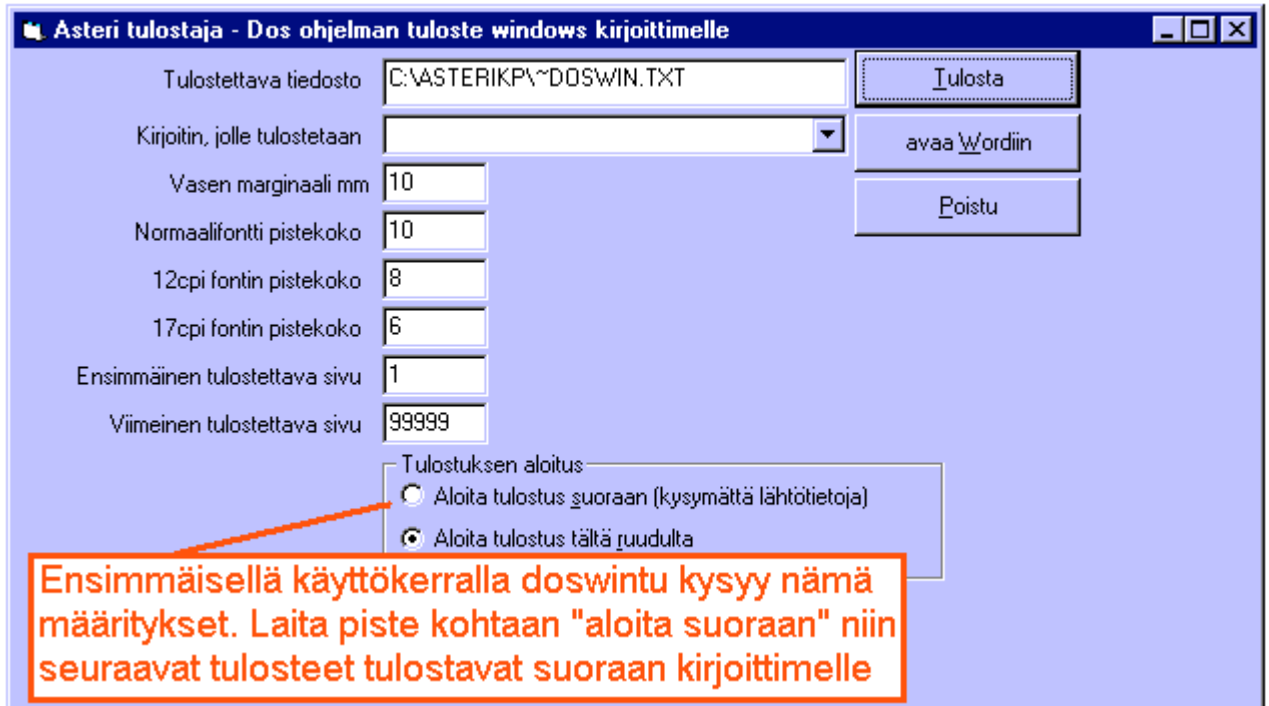 Asteri tulostaja - Dos ohjelman tuloste windows kirjoittimelle
Tulostettava tiedosto C:\ASTERIKP\~DOSWIN.TXT Tulosta
Kirjoitin, jolle tulostetaan avaa Wordiin
Vasen marginaali mm 10 Poistu
Normaalifontti pistekoko 10
12cpi fontin pistekoko 8
17cpi fontin pistekoko 6
Ensimmäinen tulostettava sivu 1
Viimeinen tulostettava sivu 99999
Tulostuksen aloitus
Aloita tulostus suoraan (kysymättä lähtötietoja)
Aloita tulostus tältä ruudulta
Ensimmäisellä käyttökerralla doswintu kysyy nämä
määritykset. Laita piste kohtaan "aloita suoraan" niin
seuraavat tulosteet tulostavat suoraan kirjoittimelle